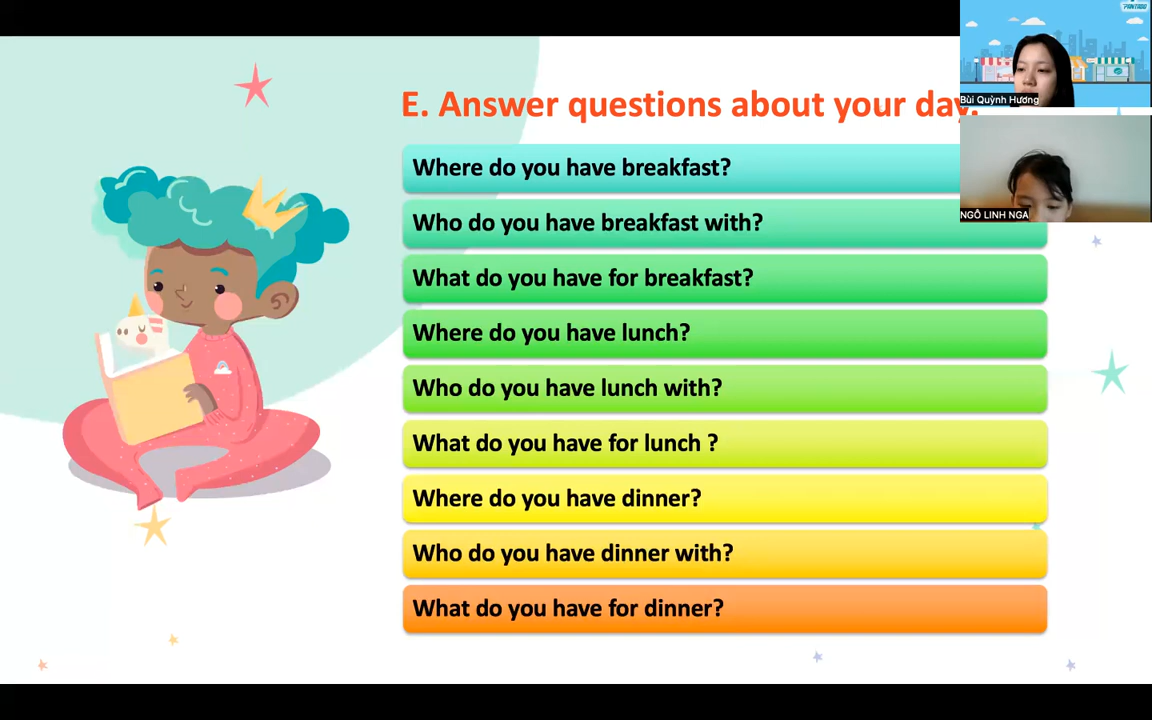 PANTADO
Bùi Quỳnh Hương
E. Answer questions about your day.
Where do you have breakfast?
NGÔ LINH NGA
Who do you have breakfast with?
What do you have for breakfast?
Where do you have lunch?
Who do you have lunch with?
What do you have for lunch ?
Where do you have dinner?
Who do you have dinner with?
What do you have for dinner?